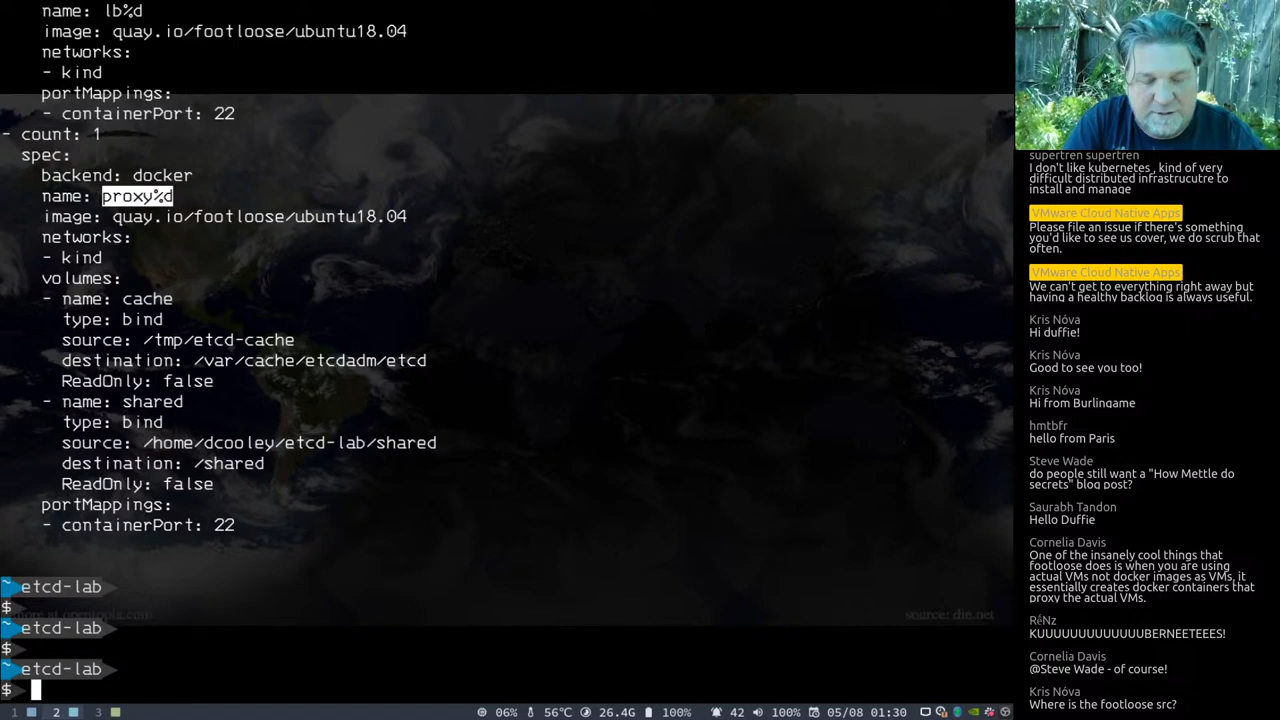 name: lb%d
image: quay.io/footloose/ubuntu18.04
networks:
- kind
portMappings:
- containerPort: 22
- count: 1
spec:
backend: docker
name: proxy%d
image: quay.io/footloose/ubuntu18.04
networks:
- kind
volumes:
- name: cache
type: bind
source: /tmp/etcd-cache
destination: /var/cache/etcdadm/etcd
ReadOnly: false
- name: shared
type: bind
source: /home/dcooley/etcd-lab/shared
destination: /shared
ReadOnly: false
portMappings:
- containerPort: 22
~ etcd-lab
$
more at opentopia.com
source: die.net
~ etcd-lab
$
~ etcd-lab
$
1 2 3 06% 56℃ 26.4G 100% 42 100% 05/08 01:30
supertren supertren
I don't like kubernetes , kind of very
difficult distributed infrastrucutre to
install and manage
VMware Cloud Native Apps
Please file an issue if there's something
you'd like to see us cover, we do scrub that
often.
VMware Cloud Native Apps
We can't get to everything right away but
having a healthy backlog is always useful.
Kris Nóva
Hi duffie!
Kris Nóva
Good to see you too!
Kris Nóva
Hi from Burlingame
hmtbfr
hello from Paris
Steve Wade
do people still want a "How Mettle do
secrets" blog post?
Saurabh Tandon
Hello Duffie
Cornelia Davis
One of the insanely cool things that
footloose does is when you are using
actual VMs not docker images as VMs, it
essentially creates docker containers that
proxy the actual VMs.
RếNz
KUUUUUUUUUUUUUBERNEETEEES!
Cornelia Davis
@Steve Wade - of course!
Kris Nóva
Where is the footloose src?